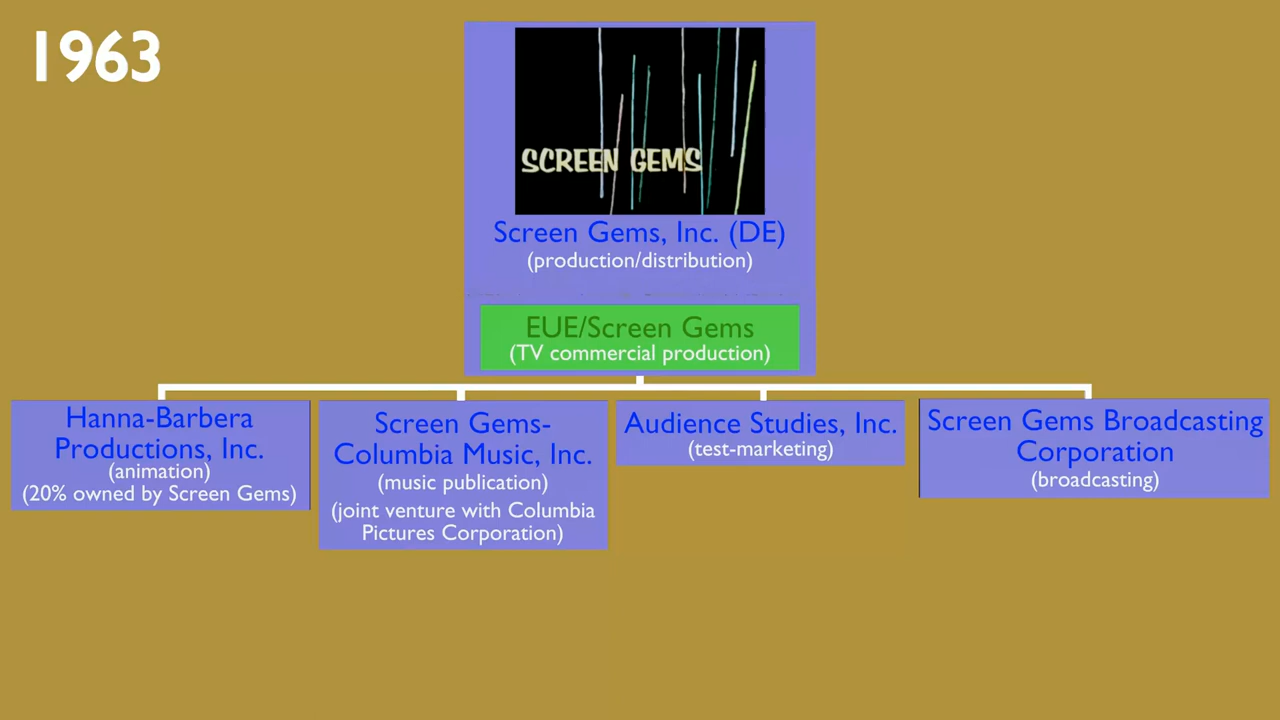 1963
SCREEN GEMS
Screen Gems, Inc. (DE)
(production/distribution)
EUE/Screen Gems
(TV commercial production)
Hanna-Barbera
Productions, Inc.
(animation)
(20% owned by Screen Gems)
Screen Gems-
Columbia Music, Inc.
(music publication)
(joint venture with Columbia
Pictures Corporation)
Audience Studies, Inc.
(test-marketing)
Screen Gems Broadcasting
Corporation
(broadcasting)